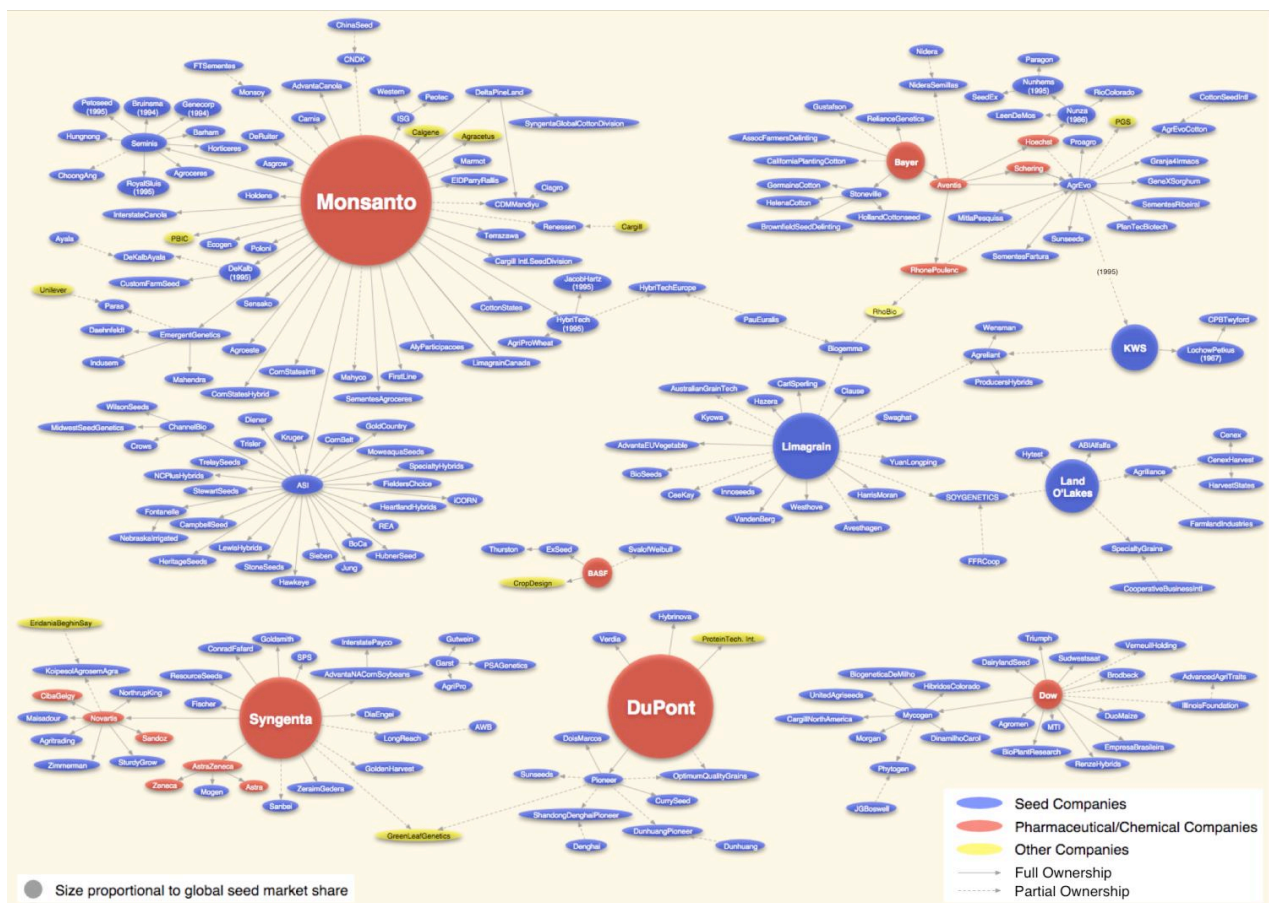 ChinaSeed
CNDK
FTSementes
Monsoy
AdvantaCanola
Western
Peotec
ISG
DeltaPineLand
SyngentaGlobalCottonDivision
Petoseed
(1995)
Bruinsma
(1994)
Genecorp
(1994)
Hungnong
Seminis
Barham
Horticeres
ChoongAng
RoyalSluis
(1995)
Agroceres
Carnia
DeRuiter
Asgrow
Holdens
Calgene
Agracetus
Marmot
EIDParryRallis
Ciagro
CDMMandiyu
Renessen
Cargill
Terrazawa
Cargill Intl.SeedDivision
Monsanto
InterstateCanola
PBIC
Ecogen
Poloni
Ayala
DeKalbAyala
DeKalb
(1995)
CustomFarmSeed
Unilever
Paras
Daehnfeldt
EmergentGenetics
Indusem
Mahendra
Sensako
Agroeste
CornStatesHybrid
CornStatesIntl
Mahyco
FirstLine
SementesAgroceres
AlyParticipacoes
LimagrainCanada
CottonStates
AgriProWheat
HybriTech
(1995)
JacobHartz
(1995)
HybriTechEurope
PauEuralis
Biogemma
RhoBio
WilsonSeeds
MidwestSeedGenetics
ChannelBio
Crows
Diener
Trisler
Kruger
CornBelt
GoldCountry
MoweaquaSeeds
SpecialtyHybrids
FieldersChoice
iCORN
HeartlandHybrids
REA
BoCa
HubnerSeed
Jung
Sieben
Hawkeye
StoneSeeds
LewisHybrids
HeritageSeeds
CampbellSeed
NebraskaIrrigated
Fontanelle
StewartSeeds
NCPlusHybrids
TrelaySeeds
ASI
Nidera
NideraSemillas
Gustafson
RelianceGenetics
AssocFarmersDelinting
CaliforniaPlantingCotton
Bayer
GermainsCotton
HelenaCotton
Stoneville
HollandCottonseed
BrownfieldSeedDelinting
Aventis
Paragon
Nunhems
(1995)
SeedEx
LeenDeMos
Nunza
(1986)
RioColorado
PGS
CottonSeedIntl
AgrEvoCotton
Hoechst
Proagro
Schering
AgrEvo
Granja4irmaos
GeneXSorghum
SementesRibeiral
PlanTecBiotech
MitlaPesquisa
Sunseeds
SementesFartura
RhonePoulenc
(1995)
KWS
CPBTwyford
LochowPetkus
(1967)
Wensman
Agreliant
ProducersHybrids
AustralianGrainTech
CarlSperling
Clause
Hazera
Kyowa
Swaghat
AdvantaEUVegetable
Limagrain
BioSeeds
YuanLongping
CeeKay
Innoseeds
HarrisMoran
Westhove
VandenBerg
Avesthagen
SOYGENETICS
FFRCoop
Hytest
ABIAlfalfa
Land
O'Lakes
Agriliance
Cenex
CenexHarvest
HarvestStates
FarmlandIndustries
SpecialtyGrains
CooperativeBusinessIntl
Thurston
ExSeed
Svalof Weibull
CropDesign
BASF
EridaniaBeghinSay
KoipesolAgrosemAgra
CibaGeigy
NorthrupKing
Maisadour
Novartis
Agritrading
Sandoz
Zimmerman
SturdyGrow
ConradFafard
Goldsmith
SPS
ResourceSeeds
Fischer
InterstatePayco
AdvantaNAComSoybeans
Gutwein
Garst
PSAGenetics
AgriPro
Syngenta
DiaEngei
LongReach
AWB
GoldenHarvest
AstraZeneca
Zeneca
Mogen
Astra
Sanbei
ZeraimGedera
GreenLeafGenetics
Hybrinova
Verdia
ProteinTech. Int.
DuPont
DoisMarcos
Sunseeds
Pioneer
OptimumQualityGrains
CurrySeed
ShandongDenghaiPioneer
Denghai
DunhuangPioneer
Dunhuang
Triumph
DairylandSeed
Sudwestsaat
VanseuilHolding
Brodbeck
AdvancedAgriTraits
IllinoisFoundation
Dow
BiogeneticaDeMilho
HibridosColorado
UnitedAgriseeds
CargillNorthAmerica
Mycogen
Morgan
DinamilhoCarol
Agromen
MTI
DuoMaize
BioPlantResearch
EmpresaBrasileira
RenzeHybrids
Phytogen
JGBoswell
Seed Companies
Pharmaceutical/Chemical Companies
Other Companies
Full Ownership
Partial Ownership
Size proportional to global seed market share